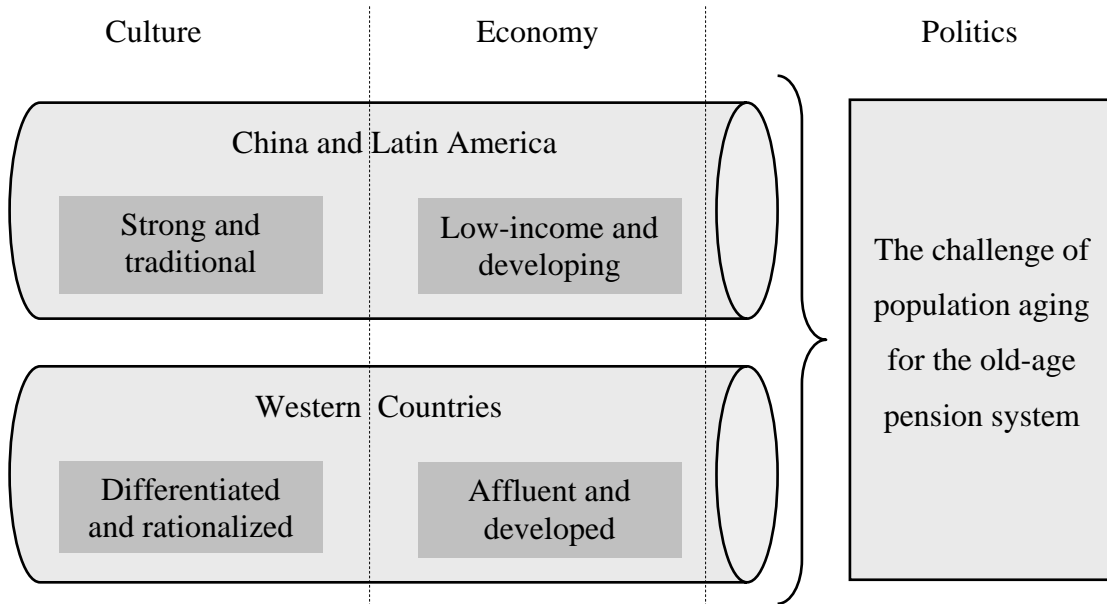 Culture
Economy
Politics
China and Latin America
Strong and
traditional
Low-income and
developing
Western Countries
Differentiated
and rationalized
Affluent and
developed
The challenge of
population aging
for the old-age
pension system